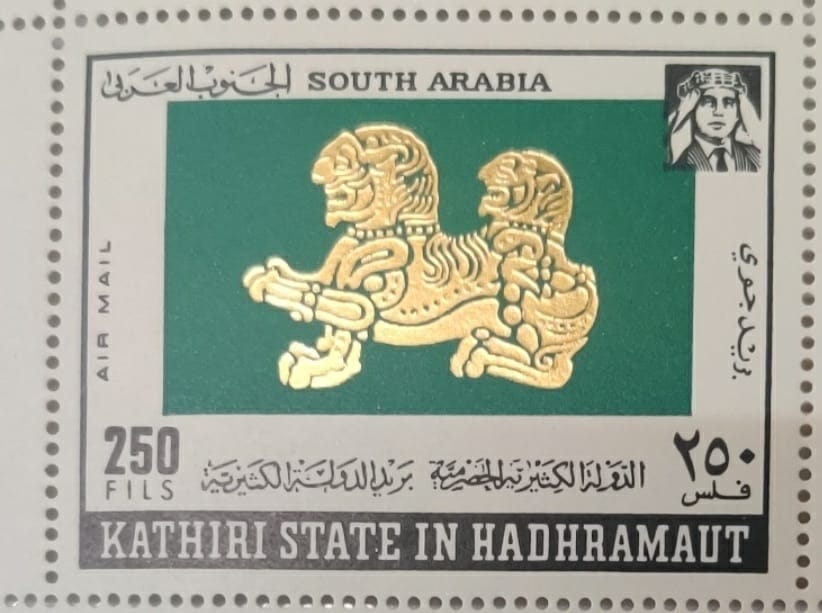 الجنوب العربي SOUTH ARABIA
AIR MAIL
بريد جوي
250
FILS
الدولة الكثيرية الحضرمية بريد الدولة الكثيرية
٢٥٠
فلس
KATHIRI STATE IN HADHRAMAUT